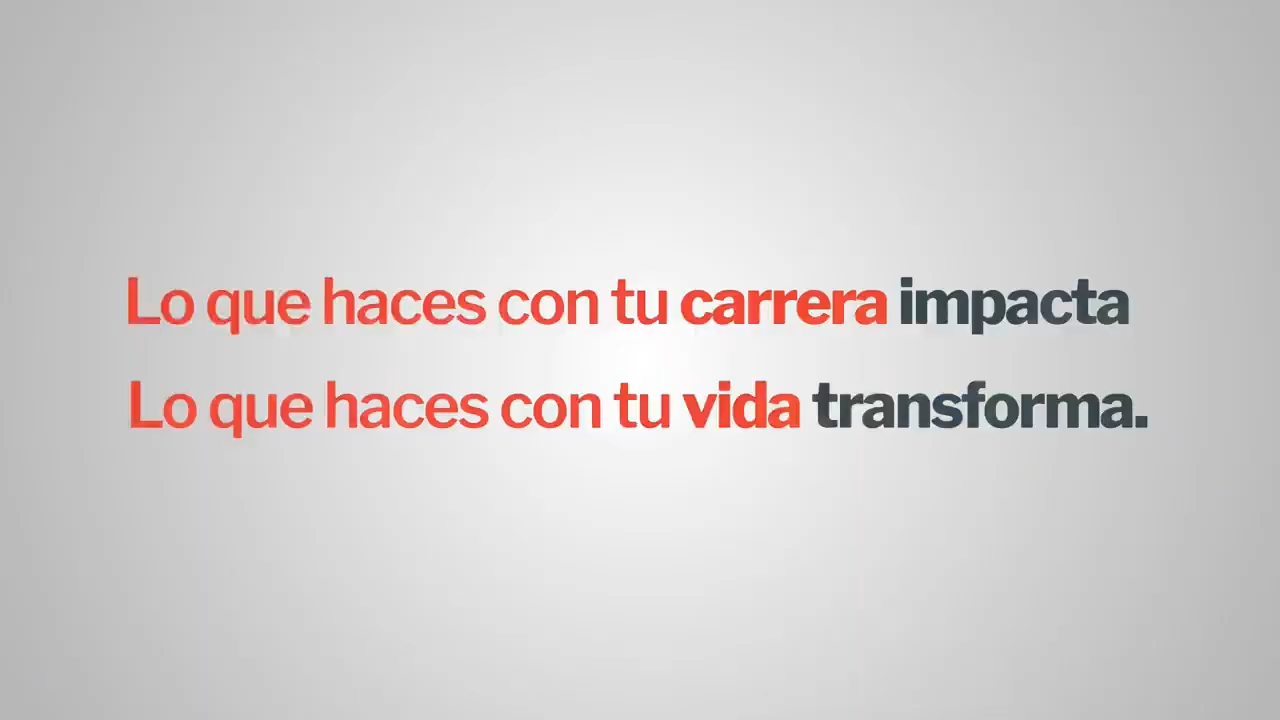 Lo que haces con tu carrera impacta
Lo que haces con tu vida transforma.